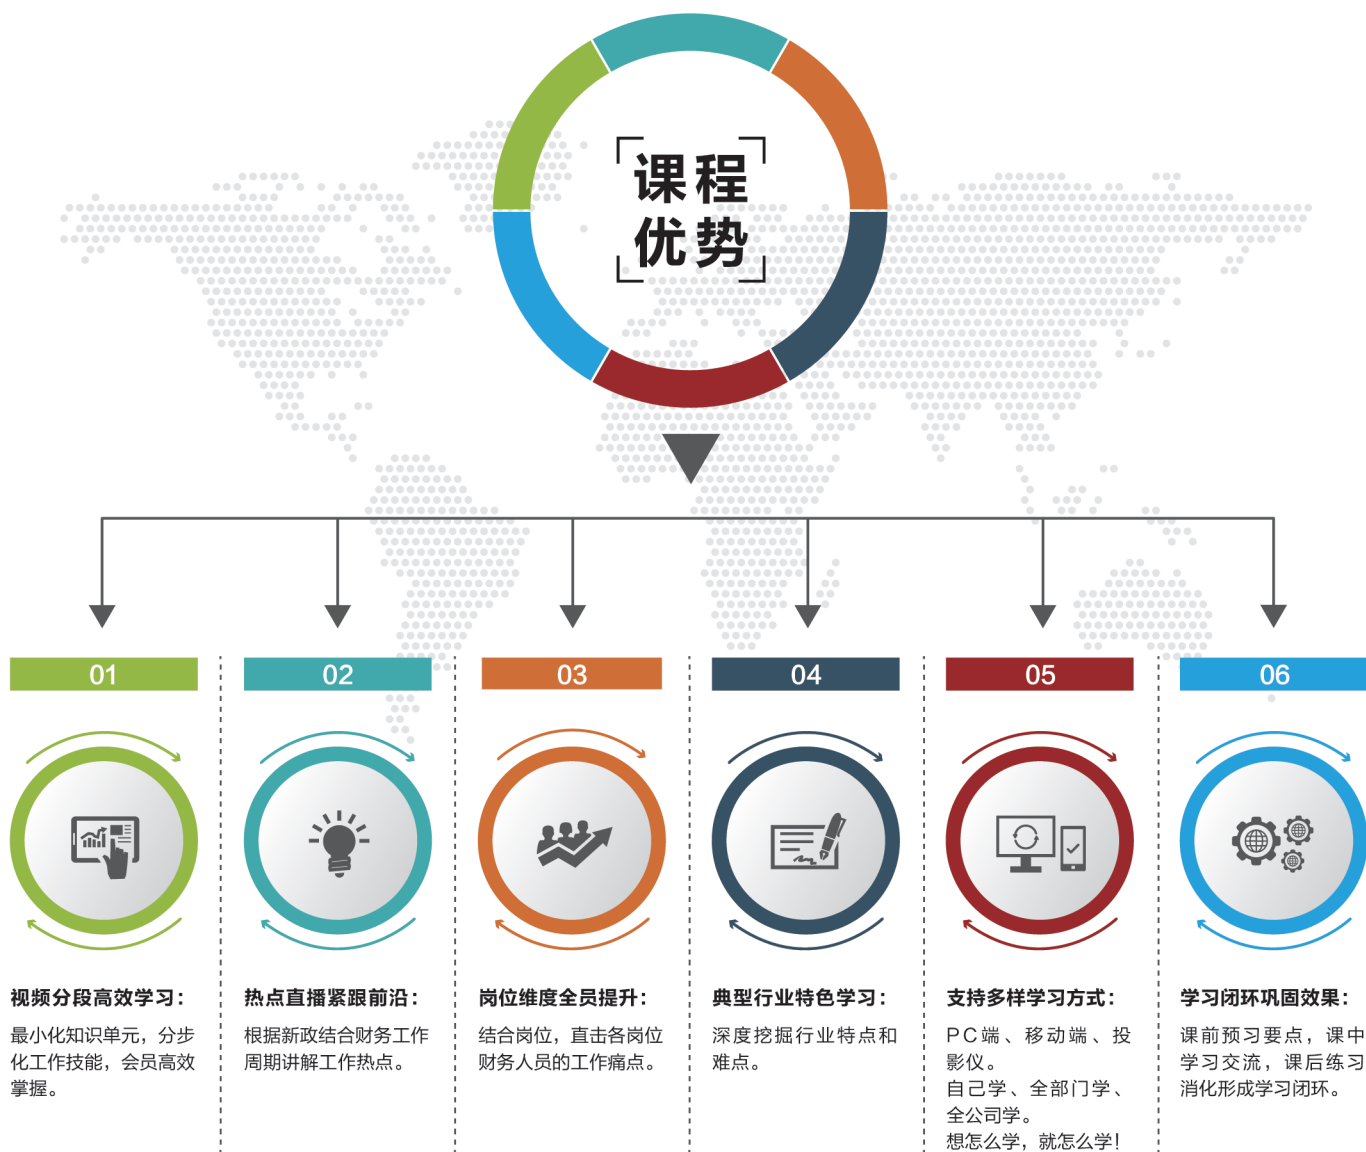 课程
优势
01
02
03
04
05
06
视频分段高效学习：
最小化知识单元，分步
化工作技能，会员高效
掌握。
热点直播紧跟前沿：
根据新政结合财务工作
周期讲解工作热点。
岗位维度全员提升：
结合岗位，直击各岗位
财务人员的工作痛点。
典型行业特色学习：
深度挖掘行业特点和
难点。
支持多样学习方式：
PC端、移动端、投
影仪。
自己学、全部门学、
全公司学。
想怎么学，就怎么学！
学习闭环巩固效果：
课前预习要点，课中
学习交流，课后练习
消化形成学习闭环。